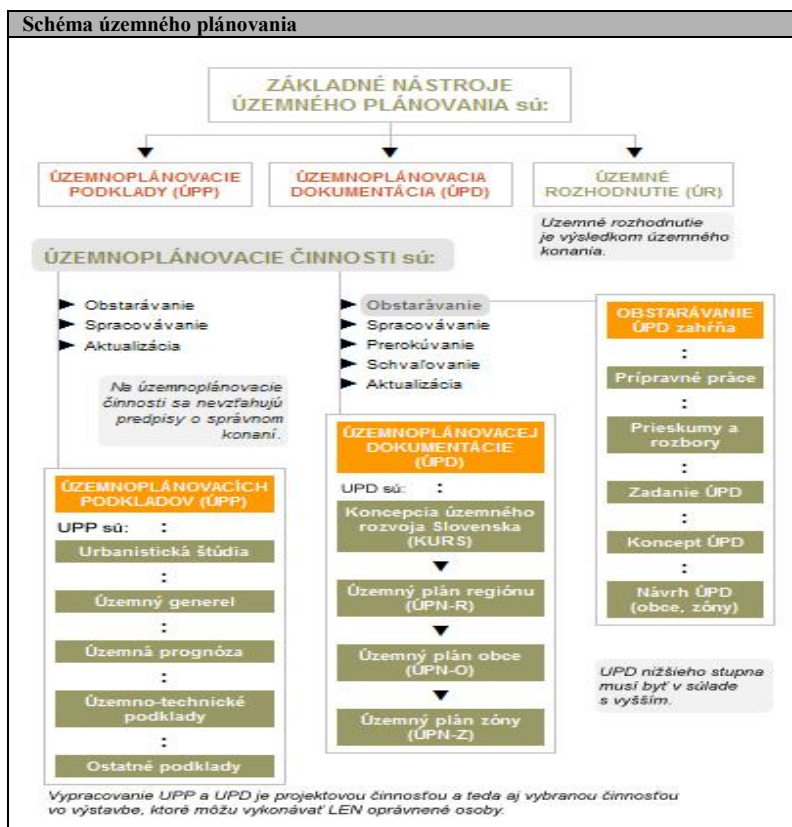 Schéma územného plánovania
ZÁKLADNÉ NÁSTROJE
ÚZEMNÉHO PLÁNOVANIA sú:
ÚZEMNOPLÁNOVACIE
PODKLADY (ÚPP)
ÚZEMNOPLÁNOVACIA
DOKUMENTÁCIA (ÚPD)
ÚZEMNÉ
ROZHODNUTIE (ÚR)
Uzemné rozhodnutie
je výsledkom územného
konania.
ÚZEMNOPLÁNOVACIE ČINNOSTI sú:
Obstarávanie
Spracovávanie
Aktualizácia
Na územnoplánovacie
činnosti sa nevzťahujú
predpisy o správnom
konaní.
ÚZEMNOPLÁNOVACÍCH
PODKLADOV (ÚPP)
UPP sú: :
Urbanistická štúdia
:
Územný generel
:
Územná prognóza
:
Územno-technické
podklady
:
Ostatné podklady
Obstarávanie
Spracovávanie
Prerokúvanie
Schvaľovanie
Aktualizácia
ÚZEMNOPLÁNOVACEJ
DOKUMENTÁCIE
(ÚPD)
UPD sú: :
Koncepcia územného
rozvoja Slovenska
(KURS)
Územný plán regiónu
(ÚPN-R)
Územný plán obce
(ÚPN-O)
Územný plán zóny
(ÚPN-Z)
OBSTARÁVANIE
ÚPD zahŕňa
:
Prípravné práce
:
Prieskumy a
rozbory
:
Zadanie ÚPD
:
Koncept ÚPD
:
Návrh ÚPD
(obce, zóny)
UPD nižšieho stupna
musí byť v súlade
s vyšším.
Vypracovanie UPP a UPD je projektovou činnosťou a teda aj vybranou činnosťou
vo výstavbe, ktoré môžu vykonávať LEN oprávnené osoby.